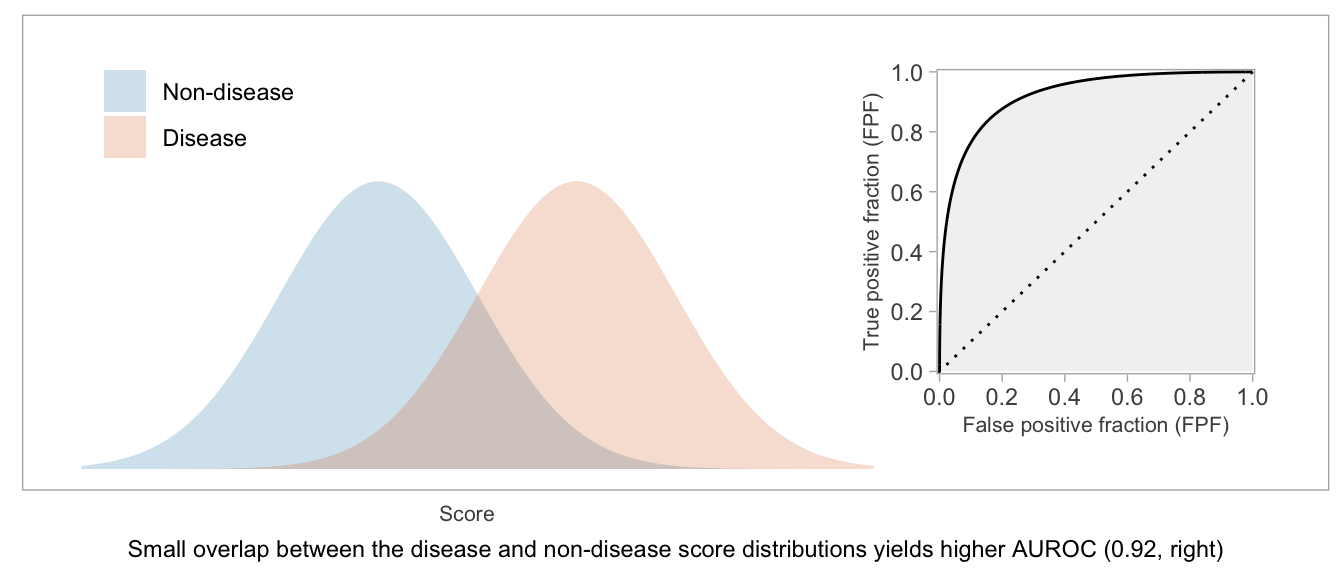 Non-disease
Disease
1.0
0.8
0.6
0.4
0.2
0.0
True positive fraction (FPF)
0.0 0.2 0.4 0.6 0.8 1.0
False positive fraction (FPF)
Score
Small overlap between the disease and non-disease score distributions yields higher AUROC (0.92, right)